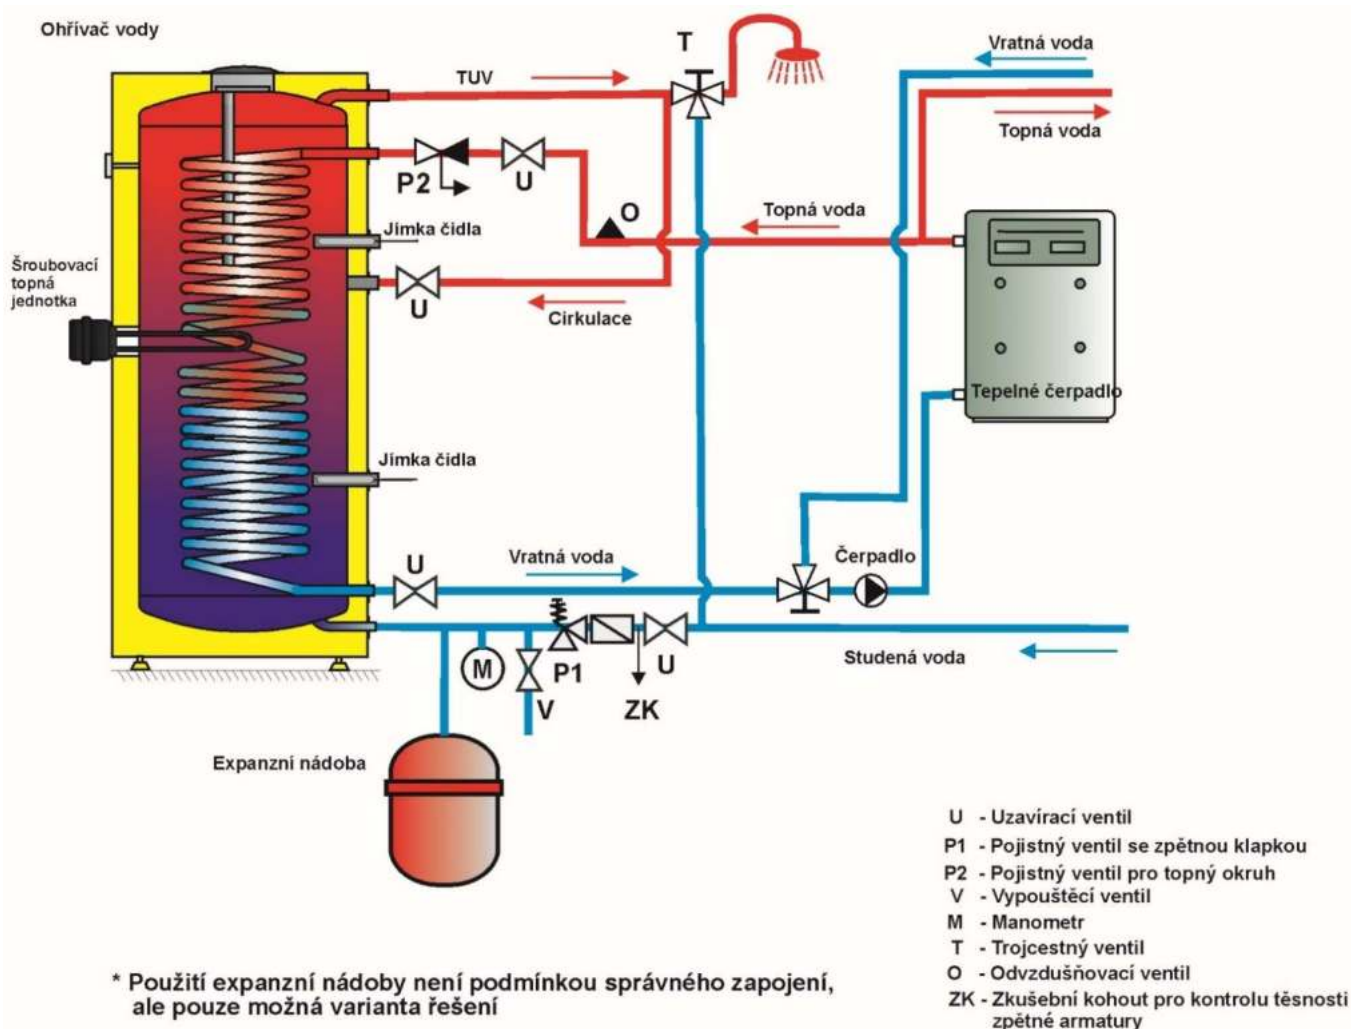 Ohřívač vody
T
Vratná voda
TUV
Topná voda
P2
U
O
Topná voda
Jímka čidla
Šroubovací
topná
jednotka
U
Cirkulace
Tepelné čerpadlo
Jímka čidla
U
Vratná voda
Čerpadlo
M
V
P1
ZK
U
Studená voda
Expanzní nádoba
U - Uzavírací ventil
P1 - Pojistný ventil se zpětnou klapkou
P2 - Pojistný ventil pro topný okruh
V - Vypouštěcí ventil
M - Manometr
T - Trojcestný ventil
O - Odvzdušňovací ventil
ZK - Zkušební kohout pro kontrolu těsnosti
zpětné armatury
* Použití expanzní nádoby není podmínkou správného zapojení,
ale pouze možná varianta řešení